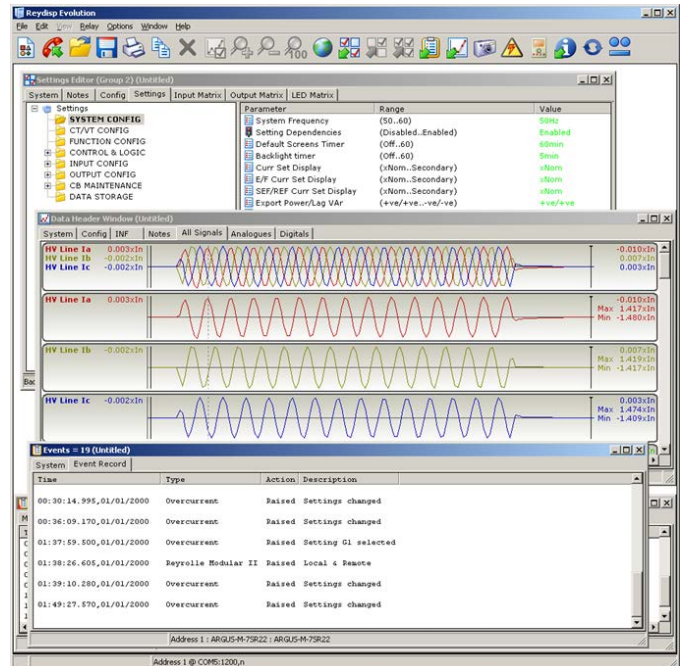 Reydisp Evolution
File Edit View Relay Options Window Help
Settings Editor (Group 2) (Untitled)
System Notes Config Settings Input Matrix Output Matrix LED Matrix
Settings
SYSTEM CONFIG
CT/VT CONFIG
FUNCTION CONFIG
CONTROL & LOGIC
INPUT CONFIG
OUTPUT CONFIG
CB MAINTENANCE
DATA STORAGE
Parameter Range Value
System Frequency (50..60) 50Hz
Setting Dependencies (Disabled..Enabled) Enabled
Default Screens Timer (Off..60) 60min
Backlight timer (Off..60) 5min
Curr Set Display (xNom..Secondary) xNom
E/F Curr Set Display (xNom..Secondary) xNom
SEF/REF Curr Set Display (xNom..Secondary) xNom
Export Power/Lag VAr (+ve/+ve..-ve/-ve) +ve/+ve
Data Header Window (Untitled)
System Config INF Notes All Signals Analogues Digitals
HV Line Ia 0.003xIn -0.010xIn
HV Line Ib -0.002xIn 0.007xIn
HV Line Ic -0.002xIn 0.003xIn
HV Line Ia 0.003xIn -0.010xIn
Max 1.417xIn
Min -1.480xIn
HV Line Ib -0.002xIn 0.007xIn
Max 1.419xIn
Min -1.417xIn
HV Line Ic -0.002xIn 0.003xIn
Max 1.474xIn
Min -1.409xIn
Events = 19 (Untitled)
System Event Record
Time Type Action Description
00:30:14.995,01/01/2000 Overcurrent Raised Settings changed
00:36:09.170,01/01/2000 Overcurrent Raised Settings changed
01:37:59.500,01/01/2000 Overcurrent Raised Setting G1 selected
01:38:26.605,01/01/2000 Reyrolle Modular II Raised Local & Remote
01:39:10.280,01/01/2000 Overcurrent Raised Settings changed
01:49:27.570,01/01/2000 Overcurrent Raised Settings changed
Address 1 : ARGUS-M-7SR22 : ARGUS-M-7SR22
Address 1 @ COM5:1200,n